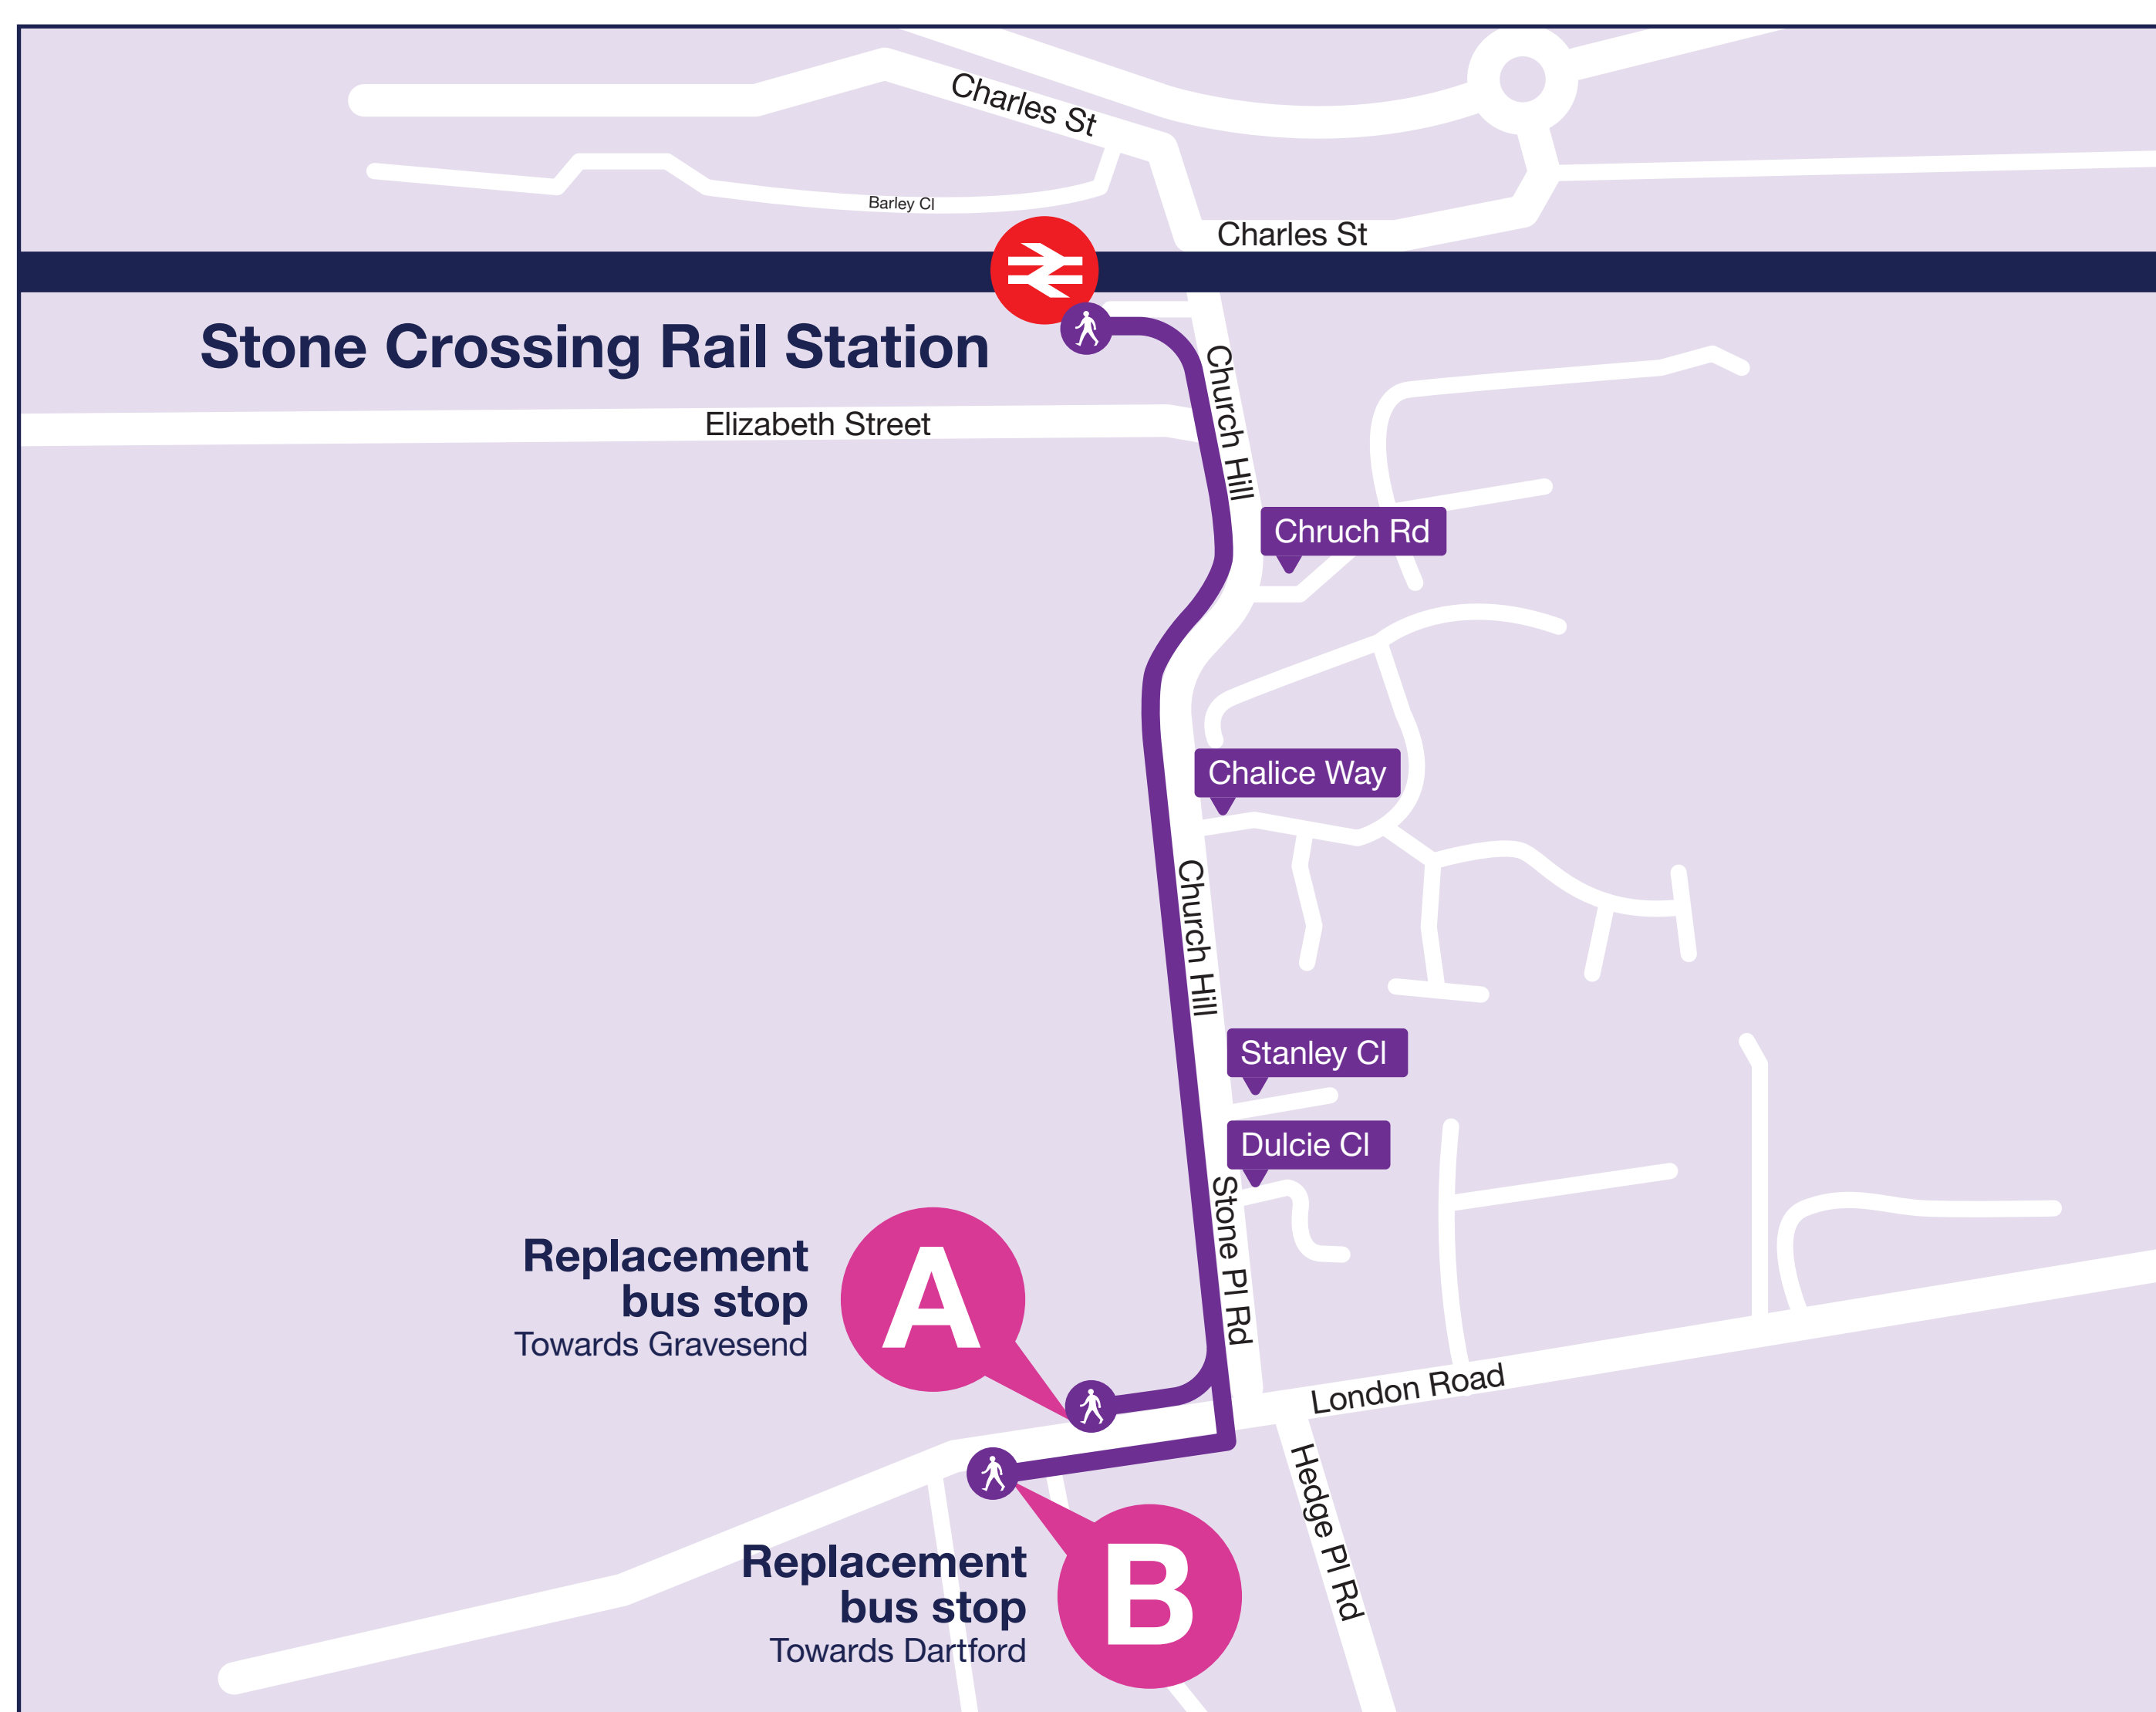 Charles St
Barley Cl
Charles St
Stone Crossing Rail Station
Church Hill
Elizabeth Street
Chruch Rd
Chalice Way
Church Hill
Stanley Cl
Dulcie Cl
Stone Pl Rd
Replacement
bus stop
Towards Gravesend
A
London Road
Hedge Pl Rd
Replacement
bus stop
Towards Dartford
B